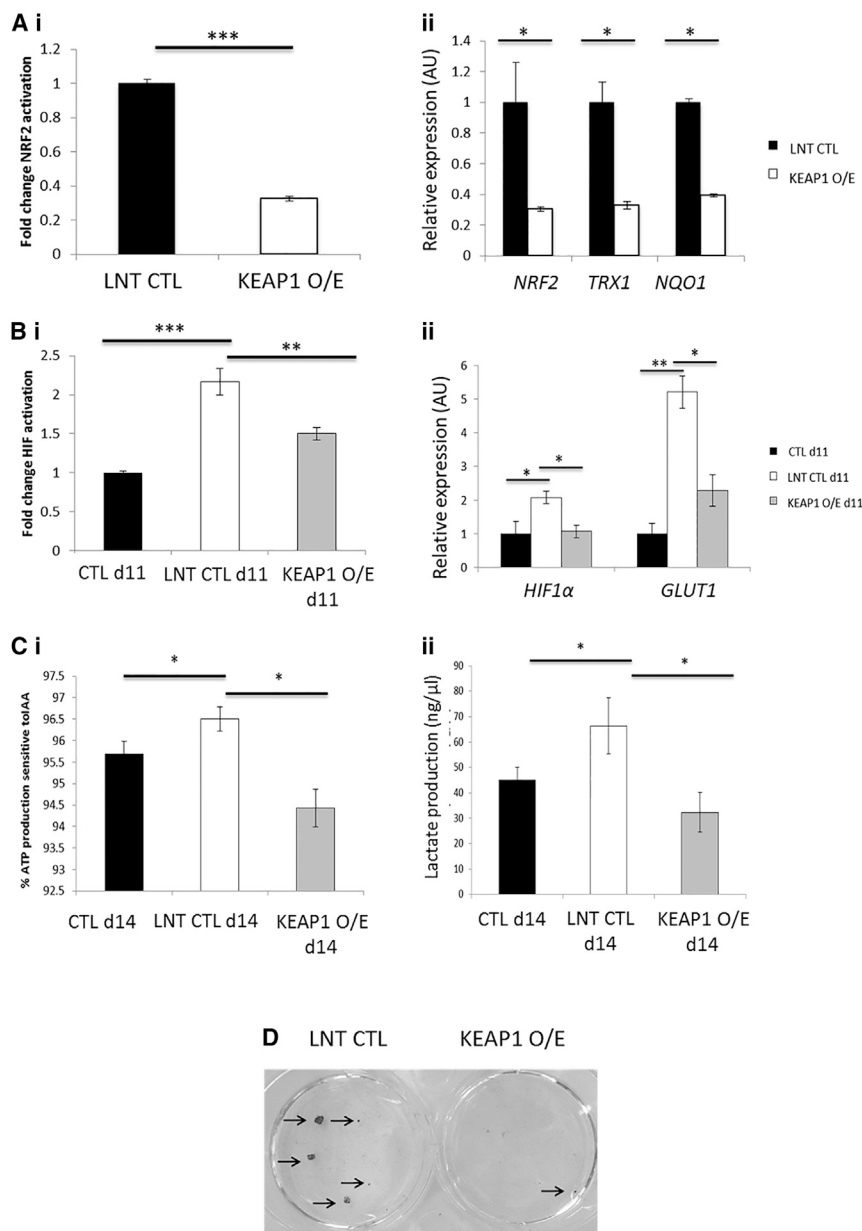 A i
***
Fold change NRF2 activation
1.2
1
0.8
0.6
0.4
0.2
0
LNT CTL
KEAP1 O/E
ii
*
*
*
Relative expression (AU)
1.4
1.2
1
0.8
0.6
0.4
0.2
0
NRF2
TRX1
NQO1
LNT CTL
KEAP1 O/E
B i
***
**
Fold change HIF activation
2.5
2
1.5
1
0.5
0
CTL d11
LNT CTL d11
KEAP1 O/E
d11
ii
*
*
**
*
Relative expression (AU)
6
5
4
3
2
1
0
HIF1α
GLUT1
CTL d11
LNT CTL d11
KEAP1 O/E d11
C i
*
*
% ATP production sensitive toIAA
97.5
97
96.5
96
95.5
95
94.5
94
93.5
93
92.5
CTL d14
LNT CTL d14
KEAP1 O/E
d14
ii
*
*
Lactate production (ng/µl)
90
80
70
60
50
40
30
20
10
0
CTL d14
LNT CTL
d14
KEAP1 O/E
d14
D
LNT CTL
KEAP1 O/E